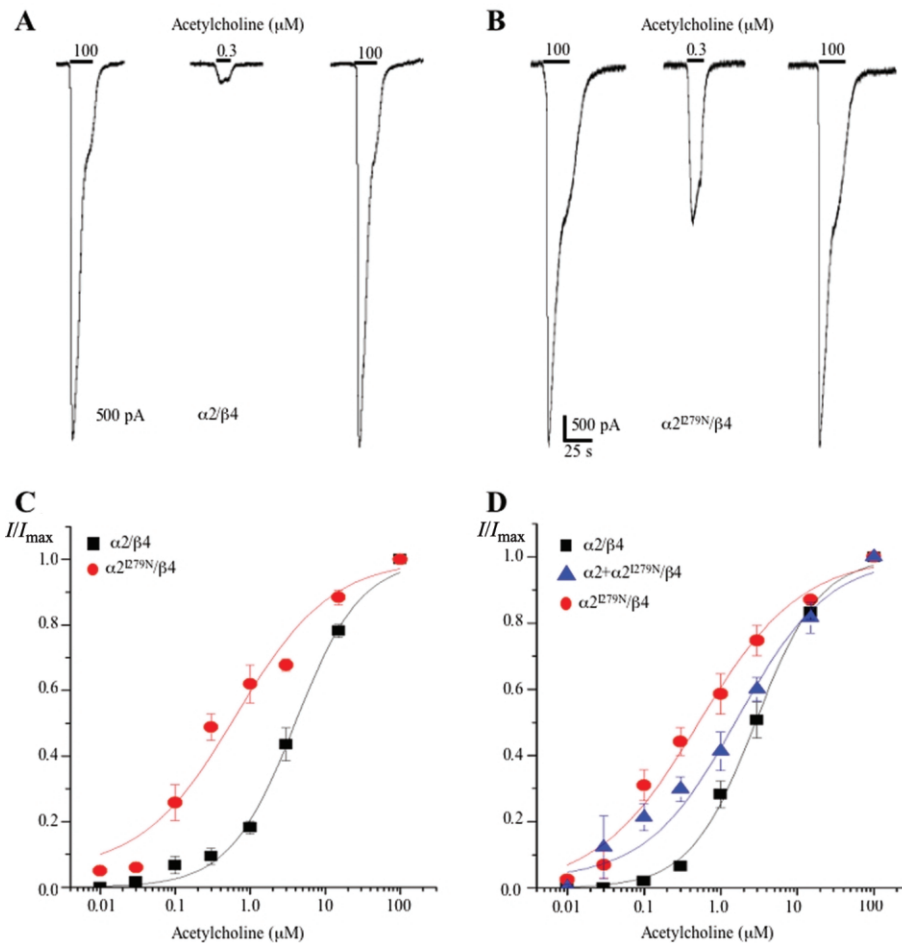 A
Acetylcholine (µM)
100 0.3 100
500 pA α2/β4
B
Acetylcholine (µM)
100 0.3 100
500 pA
25 s
α2I279N/β4
C
I/Imax
α2/β4
α2I279N/β4
1.0
0.8
0.6
0.4
0.2
0.0
0.01 0.1 1.0 10 100
Acetylcholine (µM)
D
I/Imax
α2/β4
α2+α2I279N/β4
α2I279N/β4
1.0
0.8
0.6
0.4
0.2
0.0
0.01 0.1 1.0 10 100
Acetylcholine (µM)